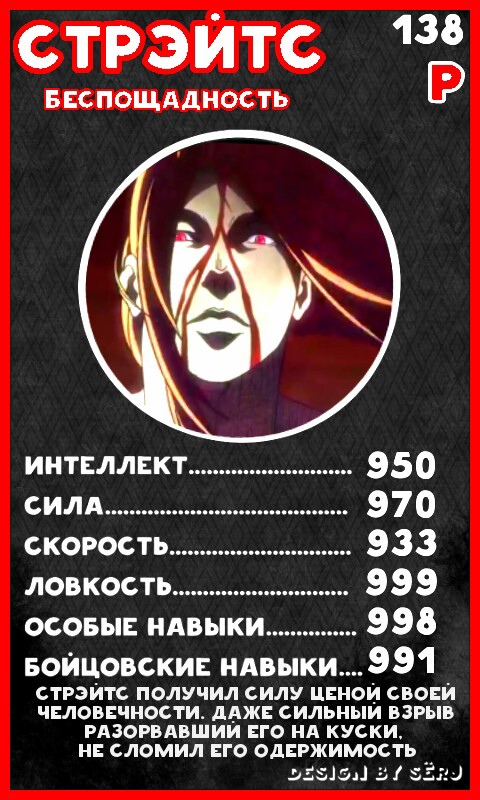 СТРЭЙТС
138
Р
БЕСПОЩАДНОСТЬ
ИНТЕЛЛЕКТ........................... 950
СИЛА........................................ 970
СКОРОСТЬ.............................. 933
ЛОВКОСТЬ............................. 999
ОСОБЫЕ НАВЫКИ............... 998
БОЙЦОВСКИЕ НАВЫКИ.... 991
СТРЭЙТС ПОЛУЧИЛ СИЛУ ЦЕНОЙ СВОЕЙ
ЧЕЛОВЕЧНОСТИ. ДАЖЕ СИЛЬНЫЙ ВЗРЫВ
РАЗОРВАВШИЙ ЕГО НА КУСКИ,
НЕ СЛОМИЛ ЕГО ОДЕРЖИМОСТЬ
DESIGN BY SЁRJ